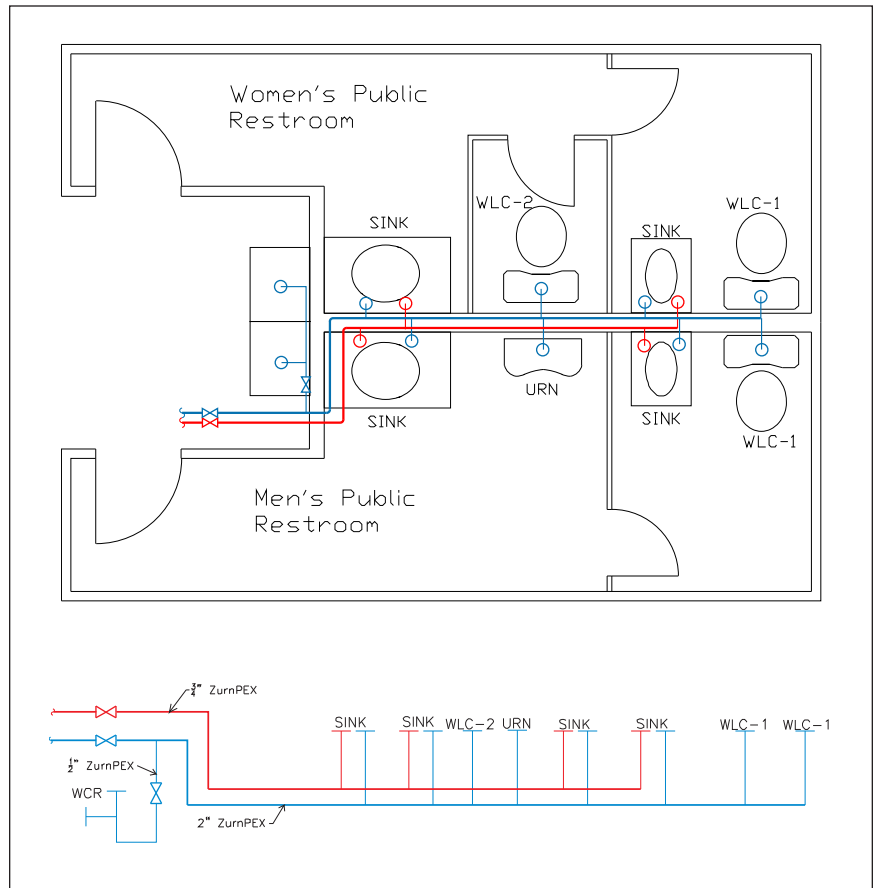 Women's Public
Restroom
WLC-2
WLC-1
SINK
SINK
URN
SINK
SINK
WLC-1
Men's Public
Restroom
3/4" ZurnPEX
SINK
SINK
WLC-2
URN
SINK
SINK
WLC-1
WLC-1
1/2" ZurnPEX
WCR
2" ZurnPEX